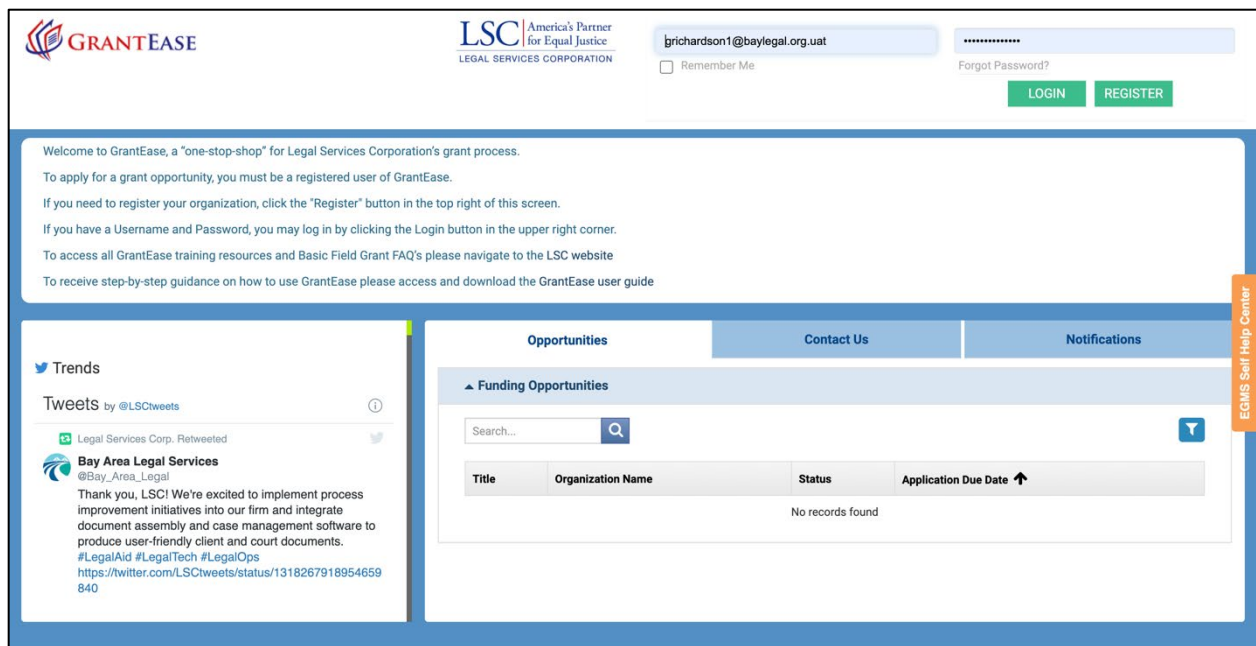 GRANTEASE
LSC America's Partner
for Equal Justice
LEGAL SERVICES CORPORATION
grichardson1@baylegal.org.uat
••••••••••••••
Remember Me
Forgot Password?
LOGIN
REGISTER
Welcome to GrantEase, a "one-stop-shop" for Legal Services Corporation's grant process.
To apply for a grant opportunity, you must be a registered user of GrantEase.
If you need to register your organization, click the "Register" button in the top right of this screen.
If you have a Username and Password, you may log in by clicking the Login button in the upper right corner.
To access all GrantEase training resources and Basic Field Grant FAQ's please navigate to the LSC website
To receive step-by-step guidance on how to use GrantEase please access and download the GrantEase user guide
EGMS Self Help Center
Trends
Tweets by @LSCtweets
Legal Services Corp. Retweeted
Bay Area Legal Services
@Bay_Area_Legal
Thank you, LSC! We're excited to implement process
improvement initiatives into our firm and integrate
document assembly and case management software to
produce user-friendly client and court documents.
#LegalAid #LegalTech #LegalOps
https://twitter.com/LSCtweets/status/1318267918954659
840
Opportunities
Contact Us
Notifications
Funding Opportunities
Search...
Title
Organization Name
Status
Application Due Date
No records found